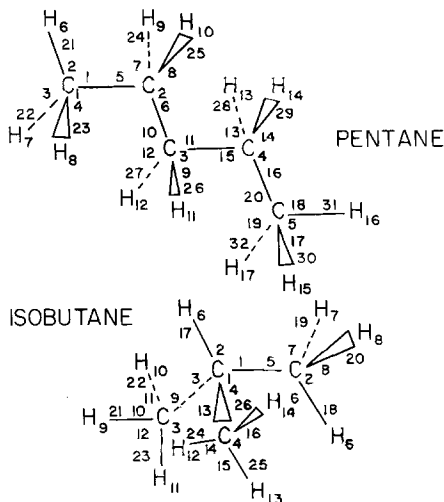 H6 H9 H10
21 24 25
3 C2 1 4 5 7 C2 8 6
22 23
H7 H8
H13 H14
28 29
10 11 12 C3 9 15 13 C4 14 PENTANE
27 26 16
H12 H11
20 C5 18 31 H16
19 17
32 30
H17 H15
ISOBUTANE H6 H7
17 19 H8
H10 2 C1 1 5 7 C2 8 20
22 3 4 6
11 9 13 26 H14 18
H9 21 10 C3 24 C4 16 H5
12 H12 14
23 15 25
H11 H13